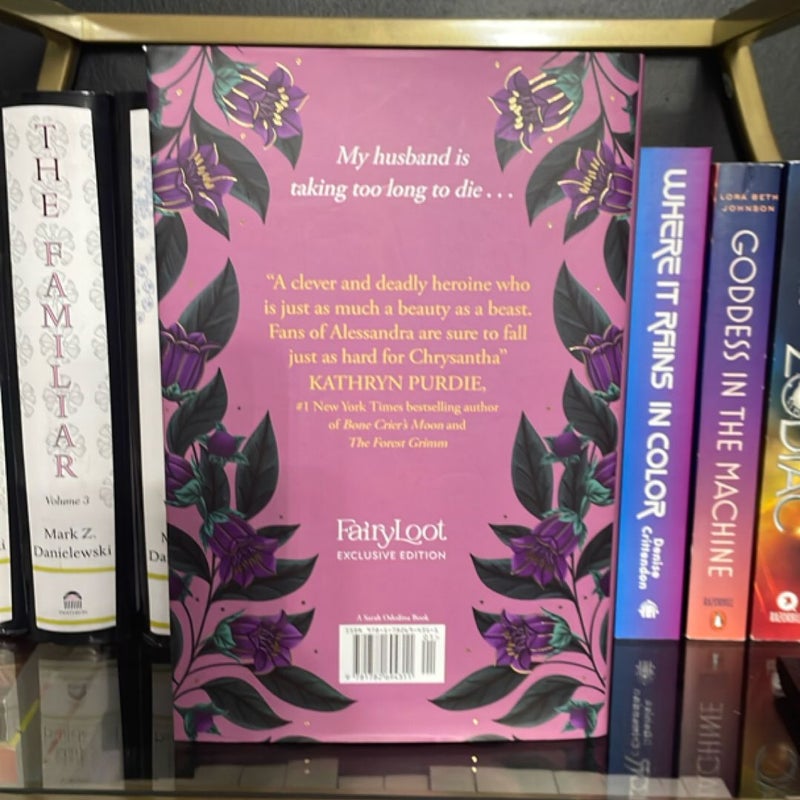 THE FAMILIAR
Volume 3
Mark Z.
Danielewski
My husband is
taking too long to die . . .
“A clever and deadly heroine who
is just as much a beauty as a beast.
Fans of Alessandra are sure to fall
just as hard for Chrysantha”
KATHRYN PURDIE,
#1 New York Times bestselling author
of Bone Crier's Moon and
The Forest Grimm
FairyLoot
EXCLUSIVE EDITION
A Sarah Odedina Book
WHERE IT RAINS IN COLOR
Denise
Crittendon
LORA BETH
JOHNSON
GODDESS IN THE MACHINE
ZODIAC